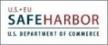 U.S.-EU
SAFEHARBOR
U.S. DEPARTMENT OF COMMERCE